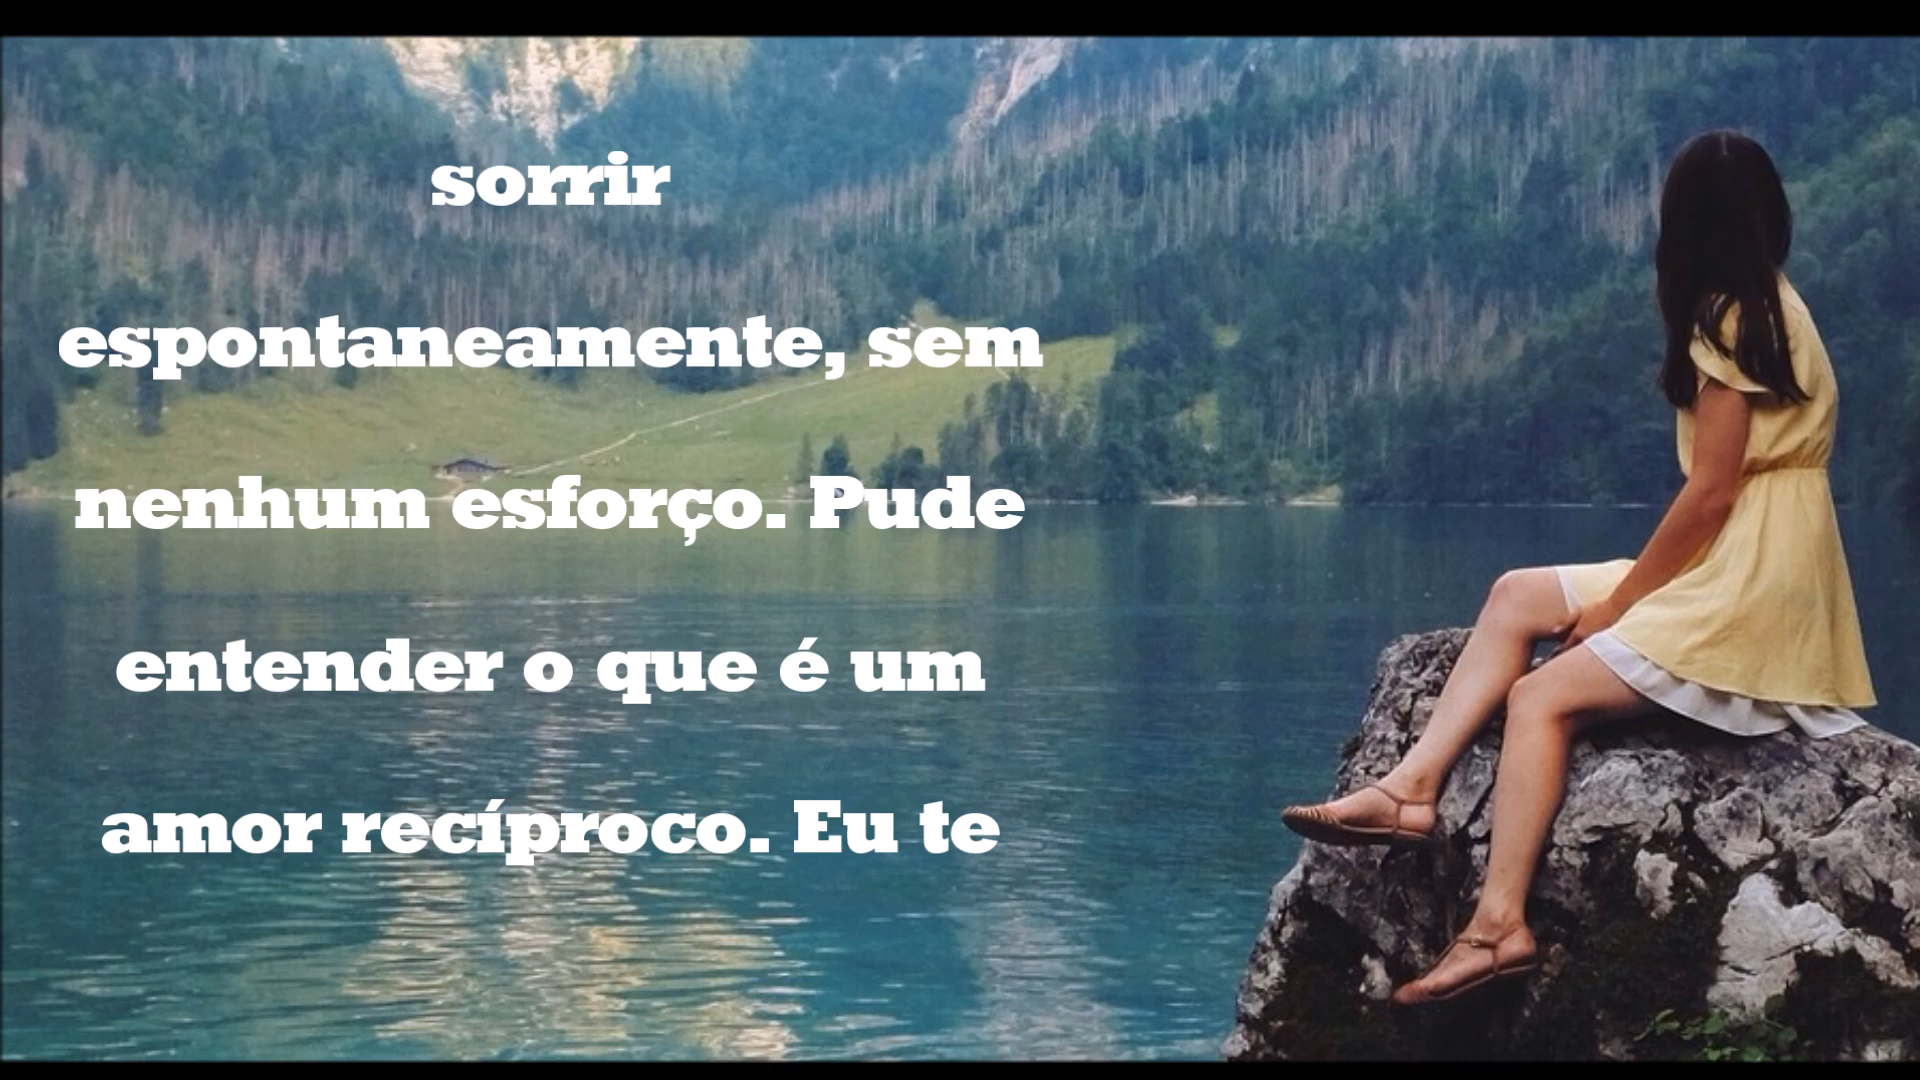 sorrir
espontaneamente, sem
nenhum esforço. Pude
entender o que é um
amor recíproco. Eu te